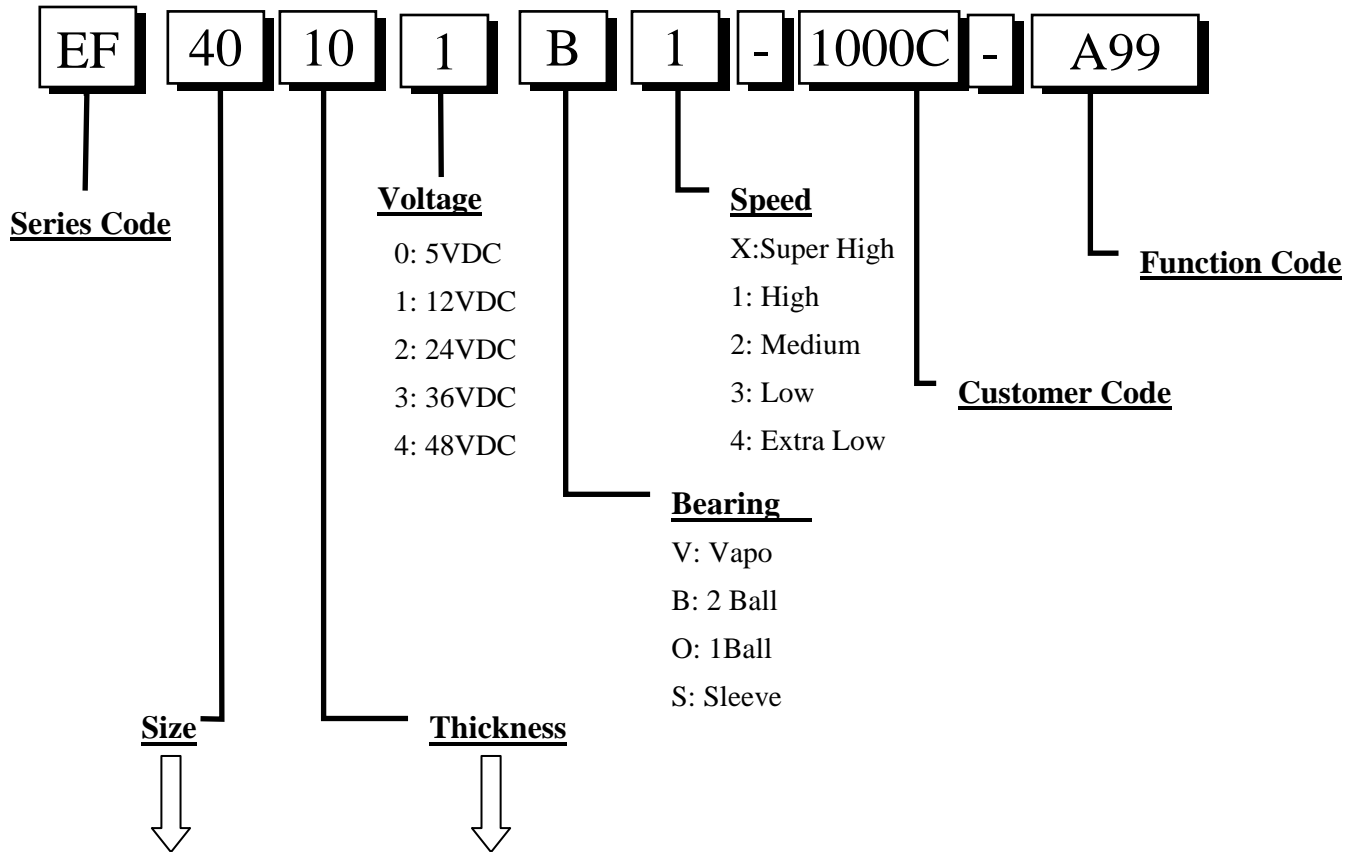 EF 40 10 1 B 1 - 1000C - A99
Series Code
Voltage
0: 5VDC
1: 12VDC
2: 24VDC
3: 36VDC
4: 48VDC
Speed
X:Super High
1: High
2: Medium
3: Low
4: Extra Low
Function Code
Customer Code
Bearing
V: Vapo
B: 2 Ball
O: 1Ball
S: Sleeve
Size
Thickness